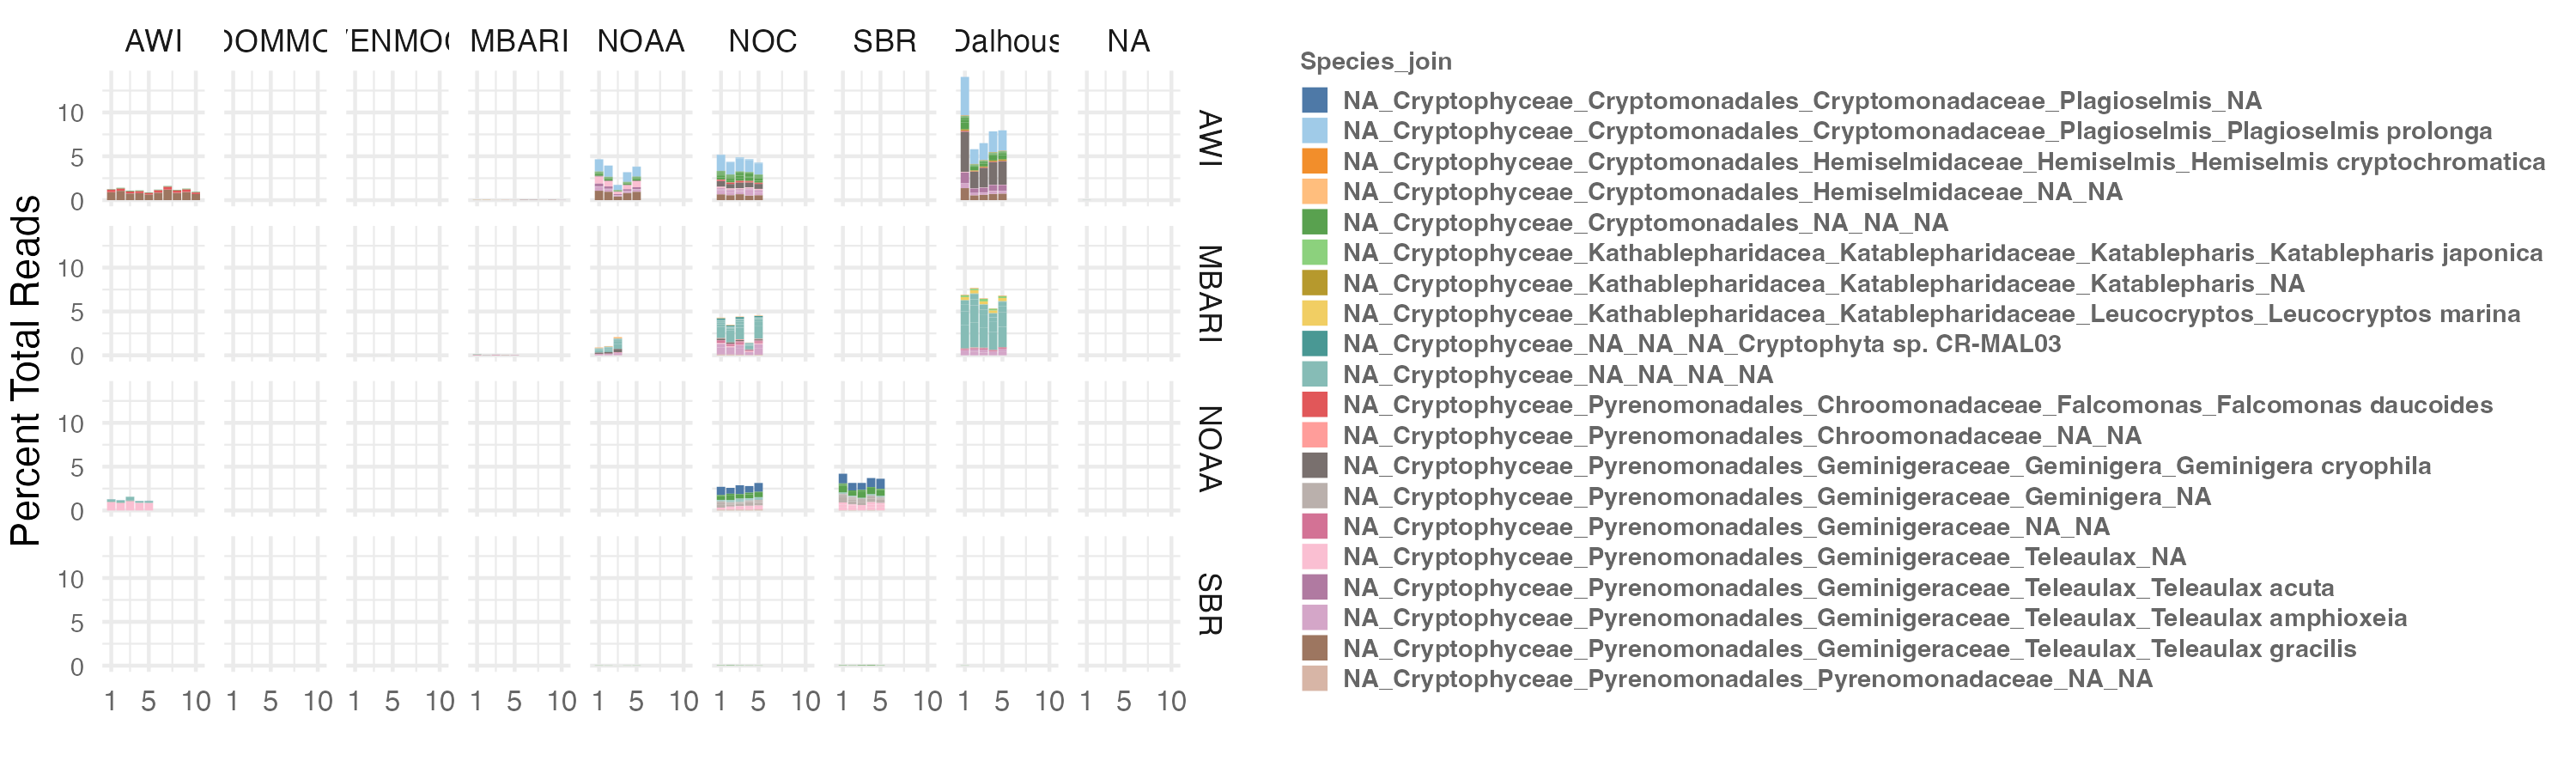 AWI OOMMC VENMOO MBARI NOAA NOC SBR Dalhous NA
Percent Total Reads
10
5
0
AWI
10
5
0
MBARI
10
5
0
NOAA
10
5
0
SBR
1 5 10 1 5 10 1 5 10 1 5 10 1 5 10 1 5 10 1 5 10 1 5 10 1 5 10
Species_join
NA_Cryptophyceae_Cryptomonadales_Cryptomonadaceae_Plagioselmis_NA
NA_Cryptophyceae_Cryptomonadales_Cryptomonadaceae_Plagioselmis_Plagioselmis prolonga
NA_Cryptophyceae_Cryptomonadales_Hemiselmidaceae_Hemiselmis_Hemiselmis cryptochromatica
NA_Cryptophyceae_Cryptomonadales_Hemiselmidaceae_NA_NA
NA_Cryptophyceae_Cryptomonadales_NA_NA_NA
NA_Cryptophyceae_Kathablepharidacea_Katablepharidaceae_Katablepharis_Katablepharis japonica
NA_Cryptophyceae_Kathablepharidacea_Katablepharidaceae_Katablepharis_NA
NA_Cryptophyceae_Kathablepharidacea_Katablepharidaceae_Leucocryptos_Leucocryptos marina
NA_Cryptophyceae_NA_NA_NA_Cryptophyta sp. CR-MAL03
NA_Cryptophyceae_NA_NA_NA_NA
NA_Cryptophyceae_Pyrenomonadales_Chroomonadaceae_Falcomonas_Falcomonas daucoides
NA_Cryptophyceae_Pyrenomonadales_Chroomonadaceae_NA_NA
NA_Cryptophyceae_Pyrenomonadales_Geminigeraceae_Geminigera_Geminigera cryophila
NA_Cryptophyceae_Pyrenomonadales_Geminigeraceae_Geminigera_NA
NA_Cryptophyceae_Pyrenomonadales_Geminigeraceae_NA_NA
NA_Cryptophyceae_Pyrenomonadales_Geminigeraceae_Teleaulax_NA
NA_Cryptophyceae_Pyrenomonadales_Geminigeraceae_Teleaulax_Teleaulax acuta
NA_Cryptophyceae_Pyrenomonadales_Geminigeraceae_Teleaulax_Teleaulax amphioxeia
NA_Cryptophyceae_Pyrenomonadales_Geminigeraceae_Teleaulax_Teleaulax gracilis
NA_Cryptophyceae_Pyrenomonadales_Pyrenomonadaceae_NA_NA